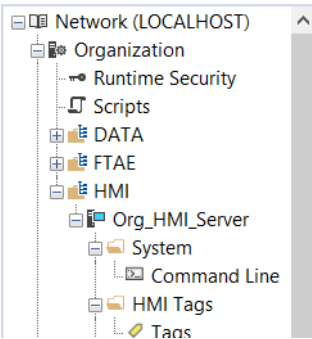 Network (LOCALHOST)
Organization
Runtime Security
Scripts
DATA
FTAE
HMI
Org_HMI_Server
System
Command Line
HMI Tags
Tags